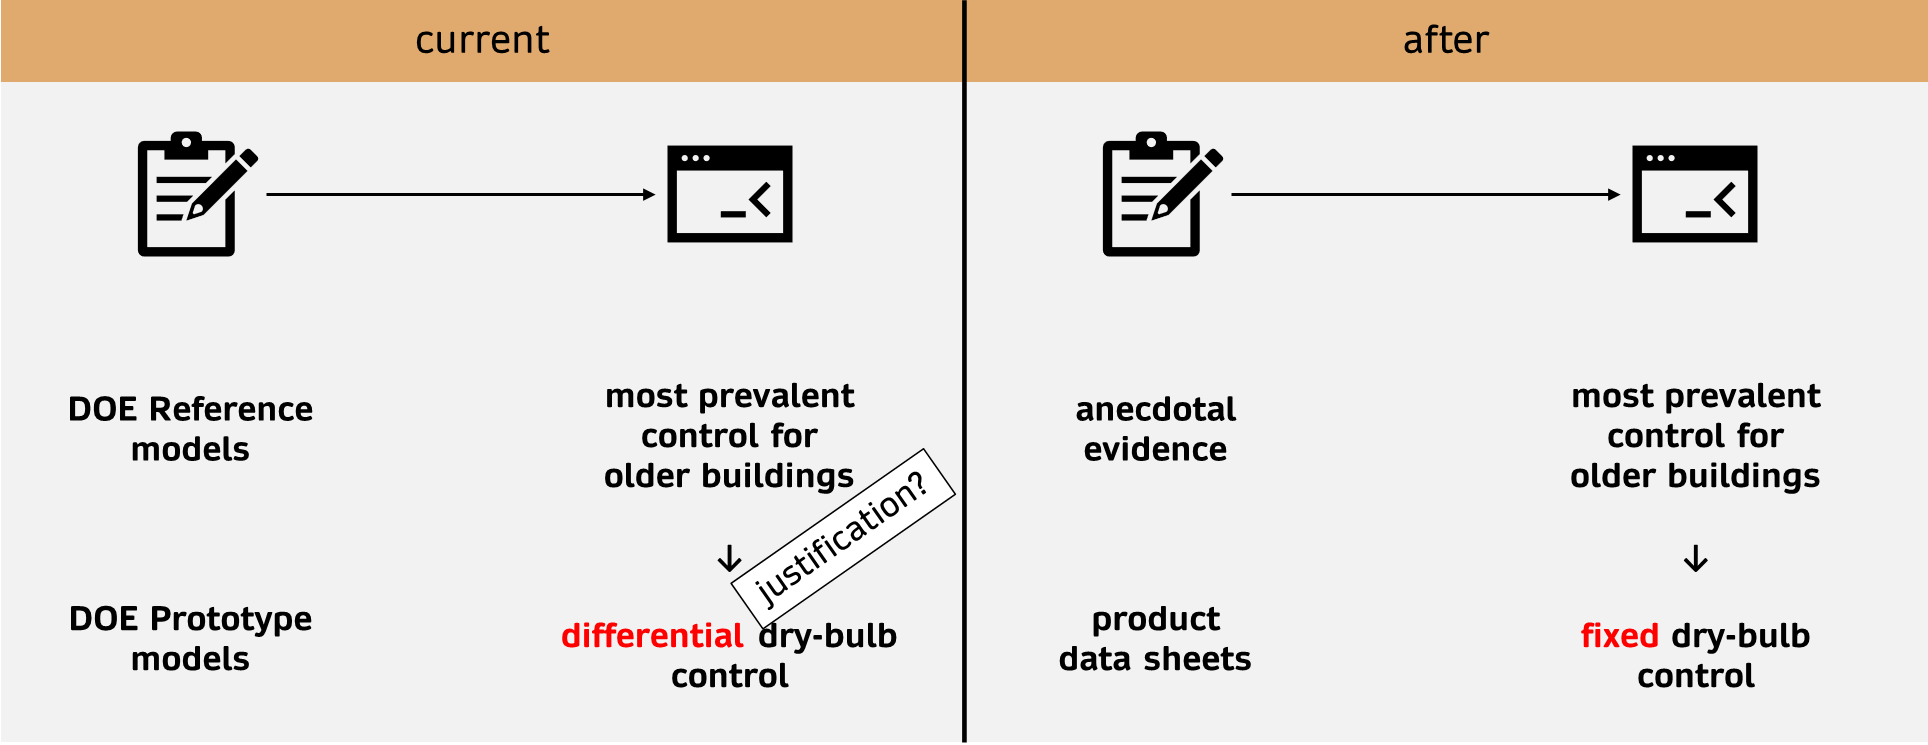 current
DOE Reference
models
DOE Prototype
models
most prevalent
control for
older buildings
↓
justification?
differential dry-bulb
control
after
anecdotal
evidence
product
data sheets
most prevalent
control for
older buildings
↓
fixed dry-bulb
control